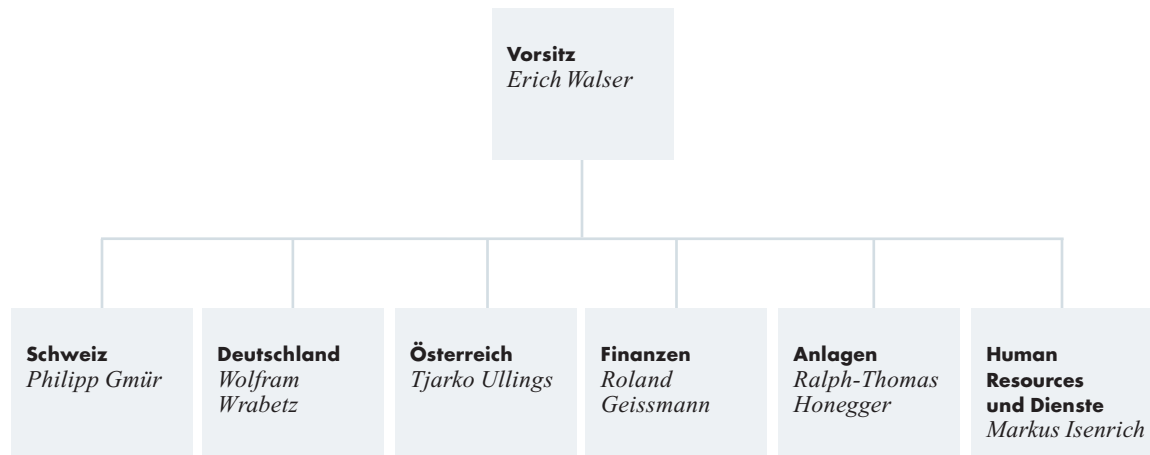 Vorsitz
Erich Walser
Schweiz
Philipp Gmür
Deutschland
Wolfram
Wrabetz
Österreich
Tjarko Ullings
Finanzen
Roland
Geissmann
Anlagen
Ralph-Thomas
Honegger
Human
Resources
und Dienste
Markus Isenrich